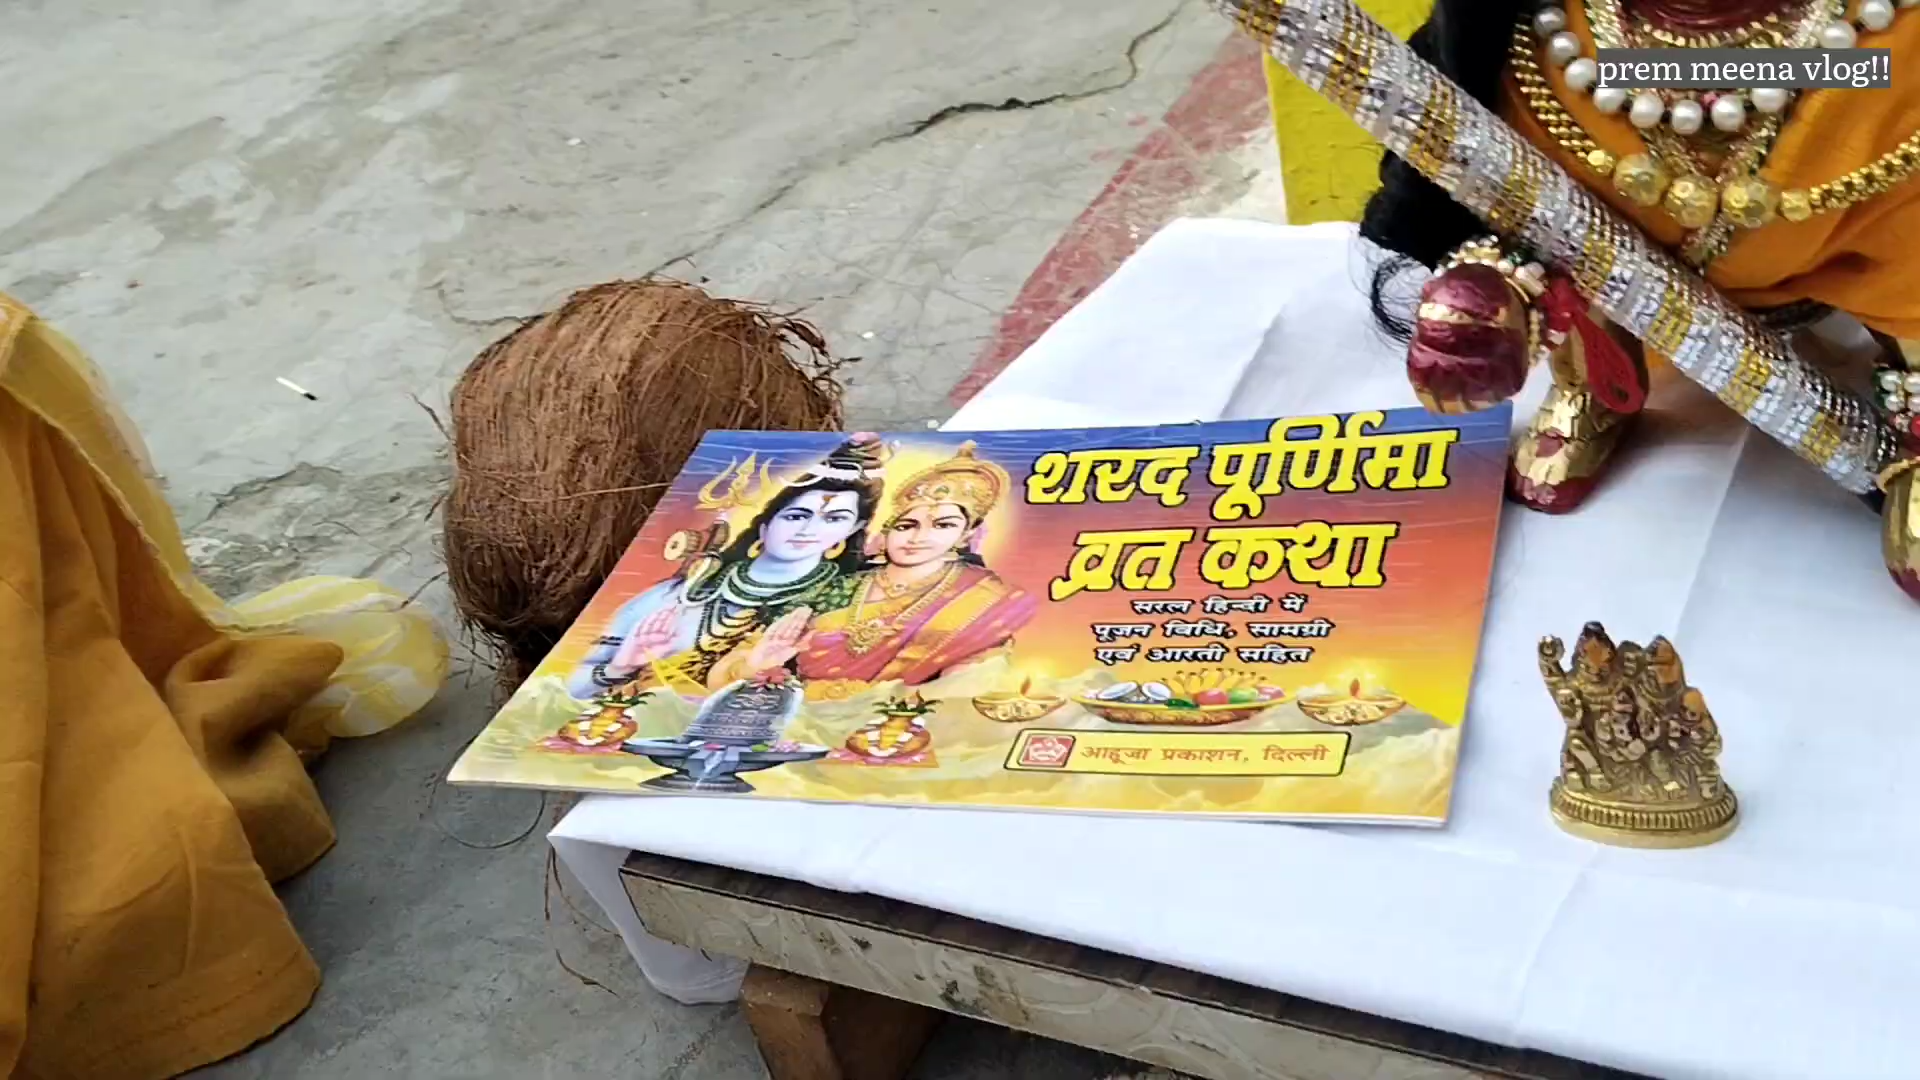 prem meena vlog!!
शरद पूर्णिमा
व्रत कथा
सरल हिन्दी में
पूजन विधि, सामग्री
एवं आरती सहित
आहूजा प्रकाशन, दिल्ली